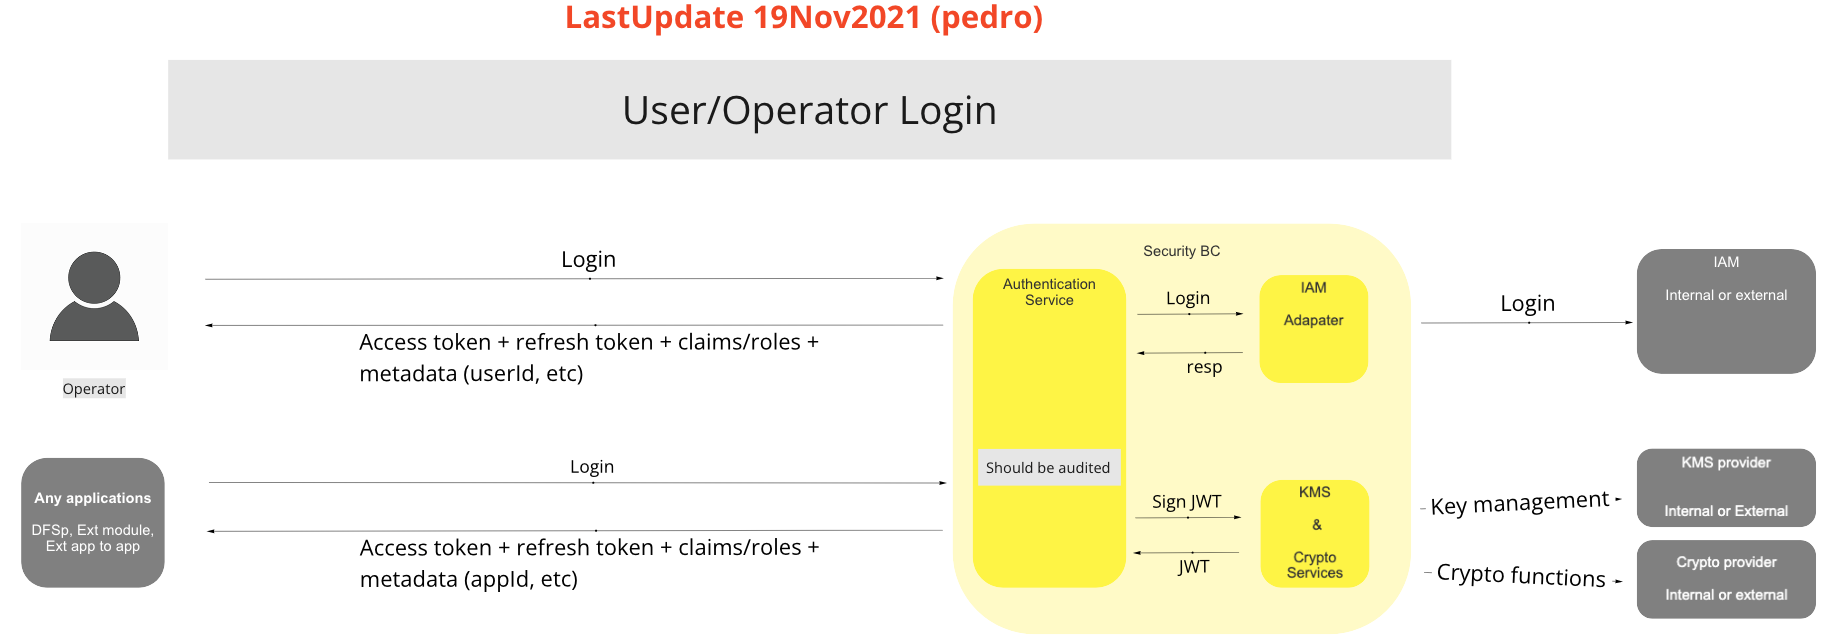 LastUpdate 19Nov2021 (pedro)
User/Operator Login
Operator
Login
Access token + refresh token + claims/roles +
metadata (userId, etc)
Any applications
DFSp, Ext module,
Ext app to app
Login
Access token + refresh token + claims/roles +
metadata (appId, etc)
Security BC
Authentication
Service
Should be audited
Login
resp
IAM
Adapater
Sign JWT
JWT
KMS
&
Crypto
Services
Login
IAM
Internal or external
Key management
KMS provider
Internal or External
Crypto functions
Crypto provider
Internal or external